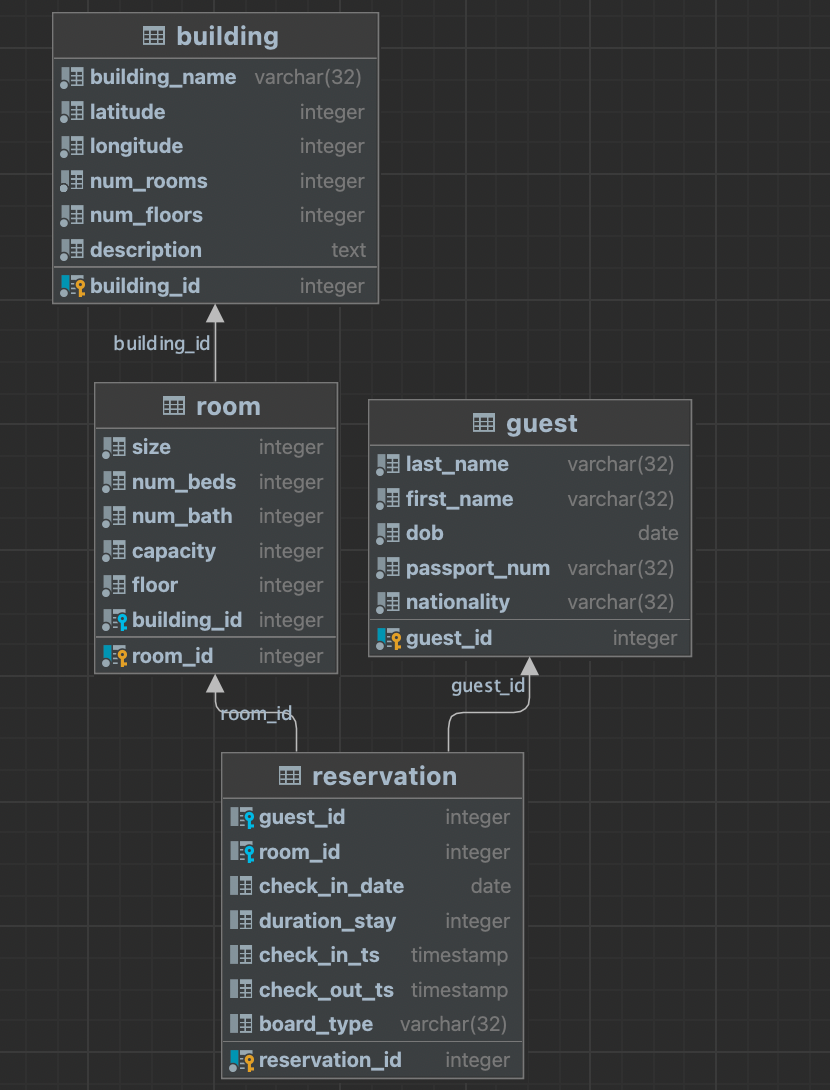 building
building_name varchar(32)
latitude integer
longitude integer
num_rooms integer
num_floors integer
description text
building_id integer
building_id
room
size integer
num_beds integer
num_bath integer
capacity integer
floor integer
building_id integer
room_id integer
guest
last_name varchar(32)
first_name varchar(32)
dob date
passport_num varchar(32)
nationality varchar(32)
guest_id integer
guest_id
room_id
reservation
guest_id integer
room_id integer
check_in_date date
duration_stay integer
check_in_ts timestamp
check_out_ts timestamp
board_type varchar(32)
reservation_id integer